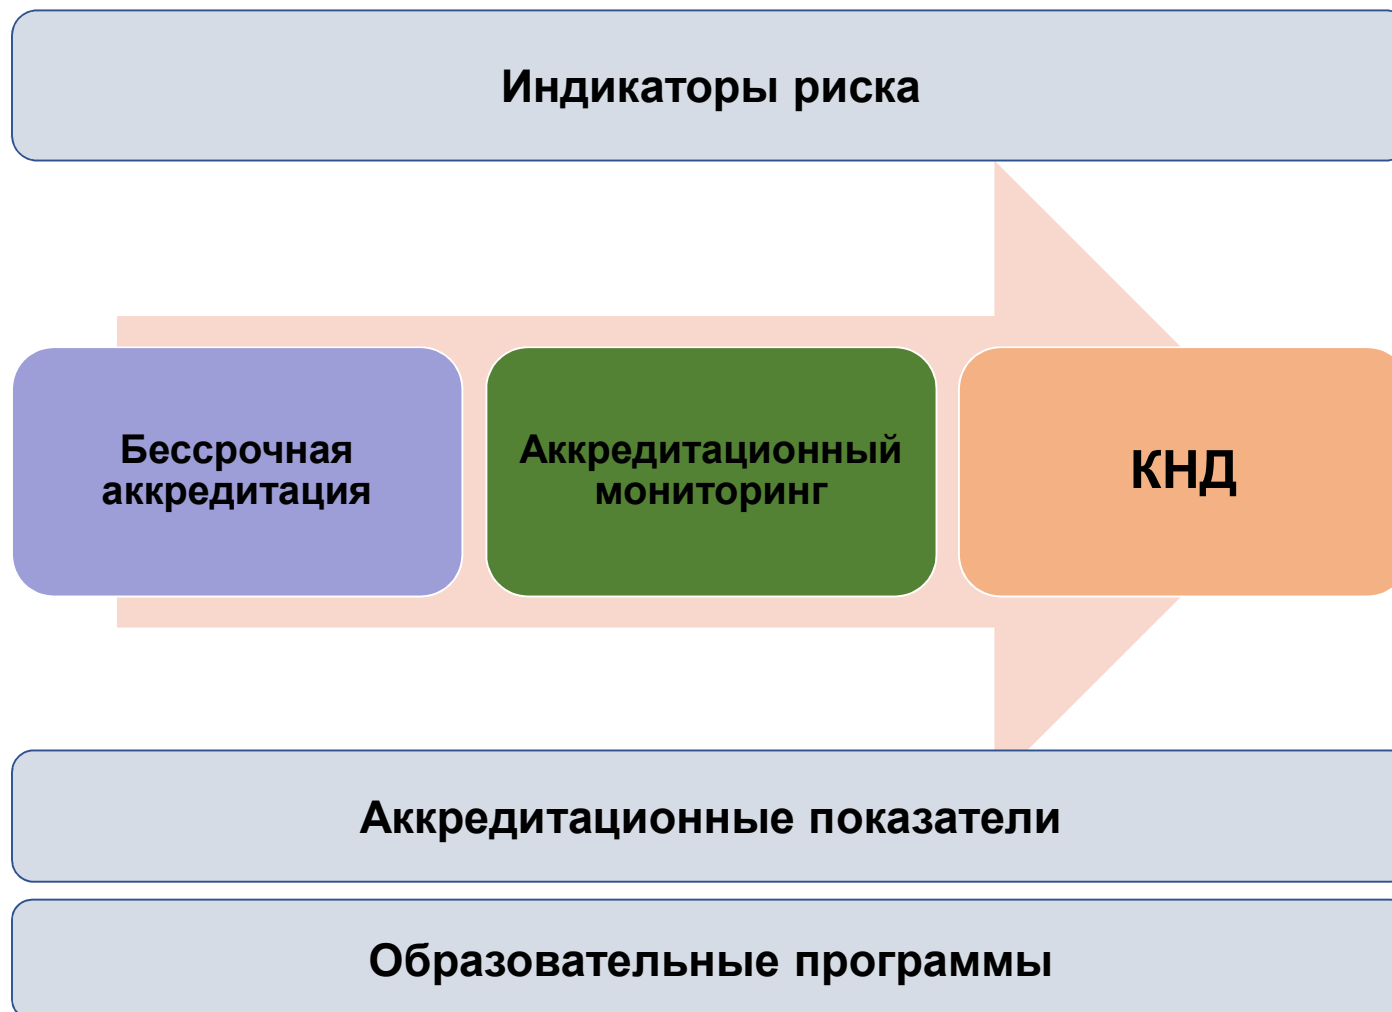 Индикаторы риска
Бессрочная
аккредитация
Аккредитационный
мониторинг
КНД
Аккредитационные показатели
Образовательные программы